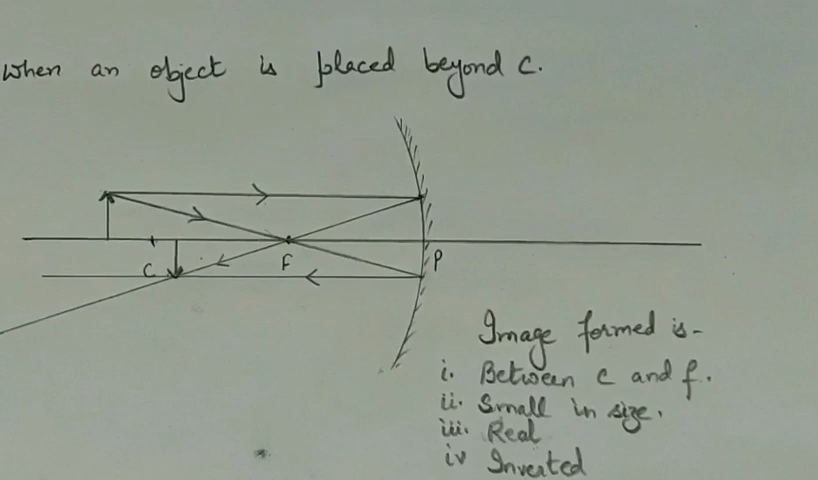 When an object is placed beyond C.
C
F
P
Image formed is-
i. Between C and f.
ii. Small in size.
iii. Real
iv Inverted